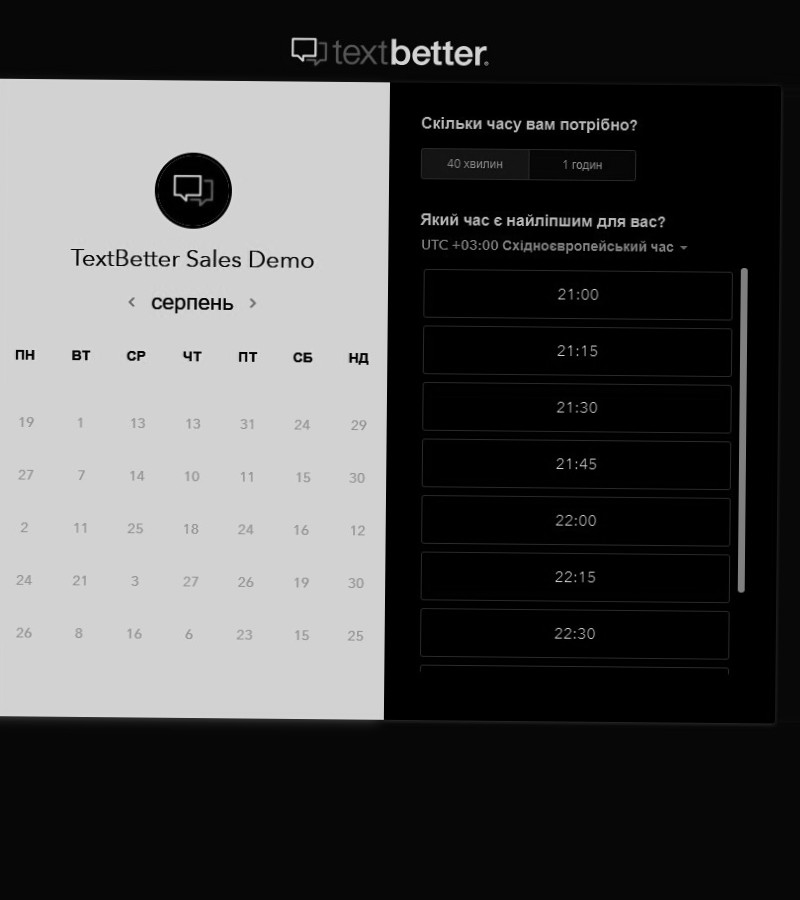 textbetter.
TextBetter Sales Demo
серпень
ПН ВТ СР ЧТ ПТ СБ НД
19 1 13 13 31 24 29
27 7 14 10 11 15 30
2 11 25 18 24 16 12
24 21 3 27 26 19 30
26 8 16 6 23 15 25
Скільки часу вам потрібно?
40 хвилин 1 годин
Який час є найліпшим для вас?
UTC +03:00 Східноєвропейський час
21:00
21:15
21:30
21:45
22:00
22:15
22:30